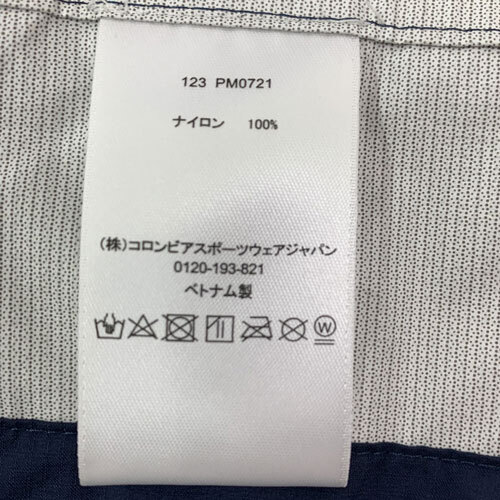 123 PM0721
ナイロン 100%
(株)コロンビアスポーツウェアジャパン
0120-193-821
ベトナム製
W